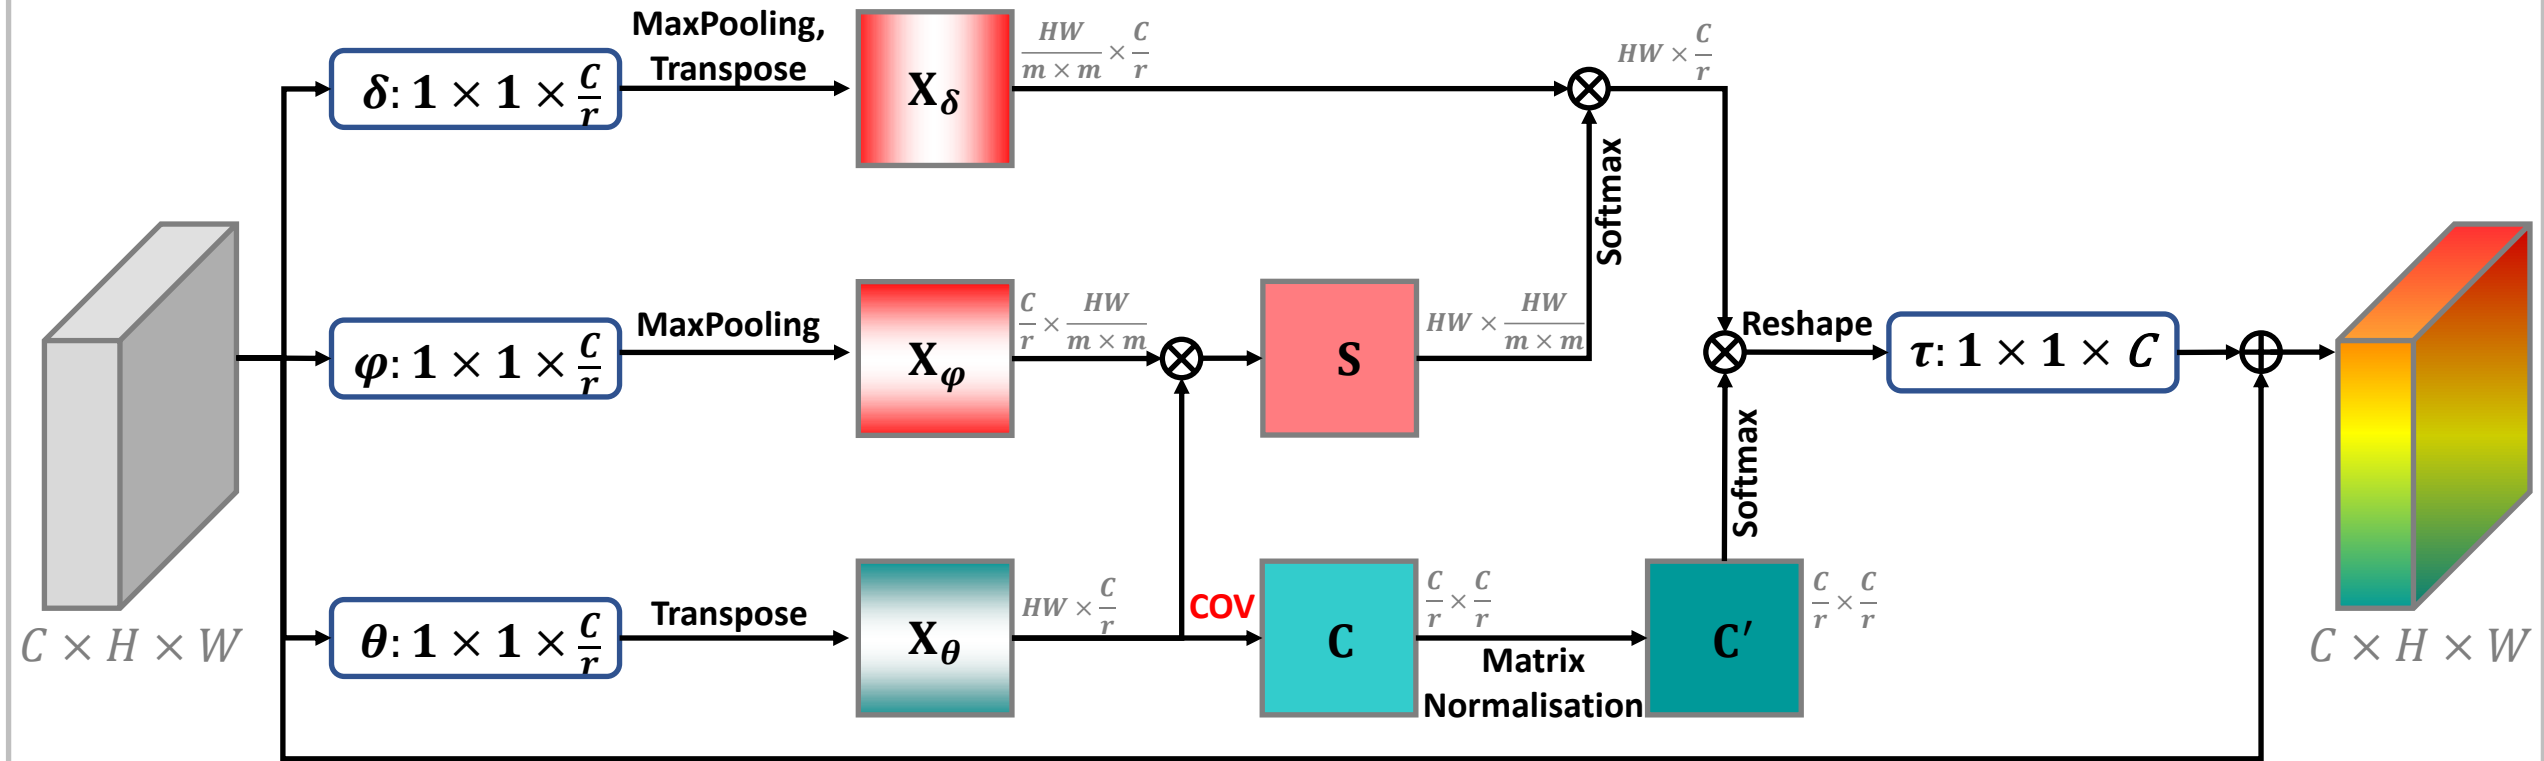 MaxPooling,
Transpose
δ: 1 × 1 × C/r
X_δ
HW/(m × m) × C/r
HW × C/r
Softmax
φ: 1 × 1 × C/r
MaxPooling
X_φ
C/r × HW/(m × m)
S
HW × HW/(m × m)
Reshape
τ: 1 × 1 × C
Softmax
θ: 1 × 1 × C/r
Transpose
X_θ
HW × C/r
COV
C
C/r × C/r
Matrix
Normalisation
C′
C/r × C/r
C × H × W
C × H × W